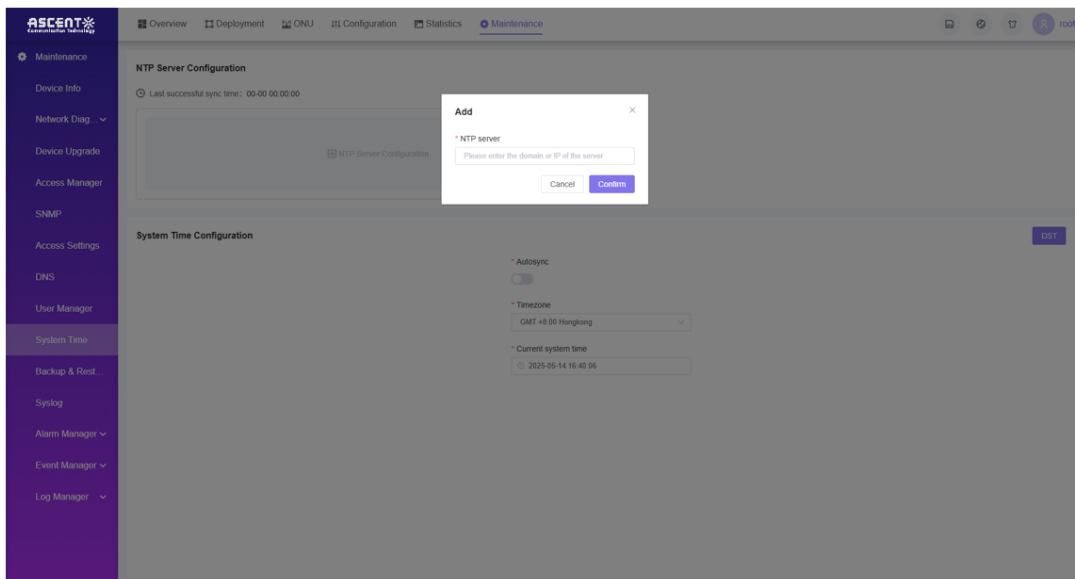 ASCENT
Communication Technology
Overview Deployment ONU Configuration Statistics Maintenance root
Maintenance
Device Info
Network Diag...
Device Upgrade
Access Manager
SNMP
Access Settings
DNS
User Manager
System Time
Backup & Rest...
Syslog
Alarm Manager
Event Manager
Log Manager
NTP Server Configuration
Last successful sync time: 00-00 00:00:00
NTP Server Configuration
Add
* NTP server
Please enter the domain or IP of the server
Cancel Confirm
System Time Configuration DST
* Autosync
* Timezone
GMT +8:00 Hongkong
* Current system time
2025-05-14 16:40:06